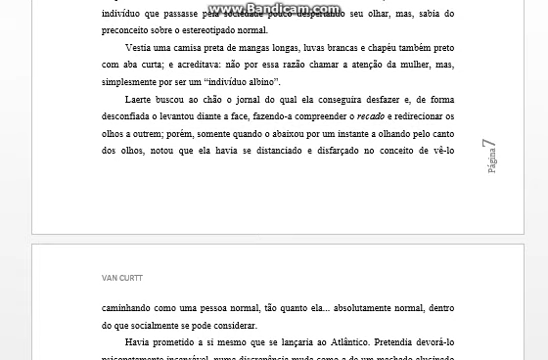 www.Bandicam.com
indivíduo que passasse pela sociedade pouco despertando seu olhar, mas, sabia do
preconceito sobre o estereotipado normal.
Vestia uma camisa preta de mangas longas, luvas brancas e chapéu também preto
com aba curta; e acreditava: não por essa razão chamar a atenção da mulher, mas,
simplesmente por ser um “indivíduo albino”.
Laerte buscou ao chão o jornal do qual ela conseguira desfazer e, de forma
desconfiada o levantou diante a face, fazendo-a compreender o recado e redirecionar os
olhos a outrem; porém, somente quando o abaixou por um instante a olhando pelo canto
dos olhos, notou que ela havia se distanciado e disfarçado no conceito de vê-lo
Página 7
VAN CURTT
caminhando como uma pessoa normal, tão quanto ela... absolutamente normal, dentro
do que socialmente se pode considerar.
Havia prometido a si mesmo que se lançaria ao Atlântico. Pretendia devorá-lo